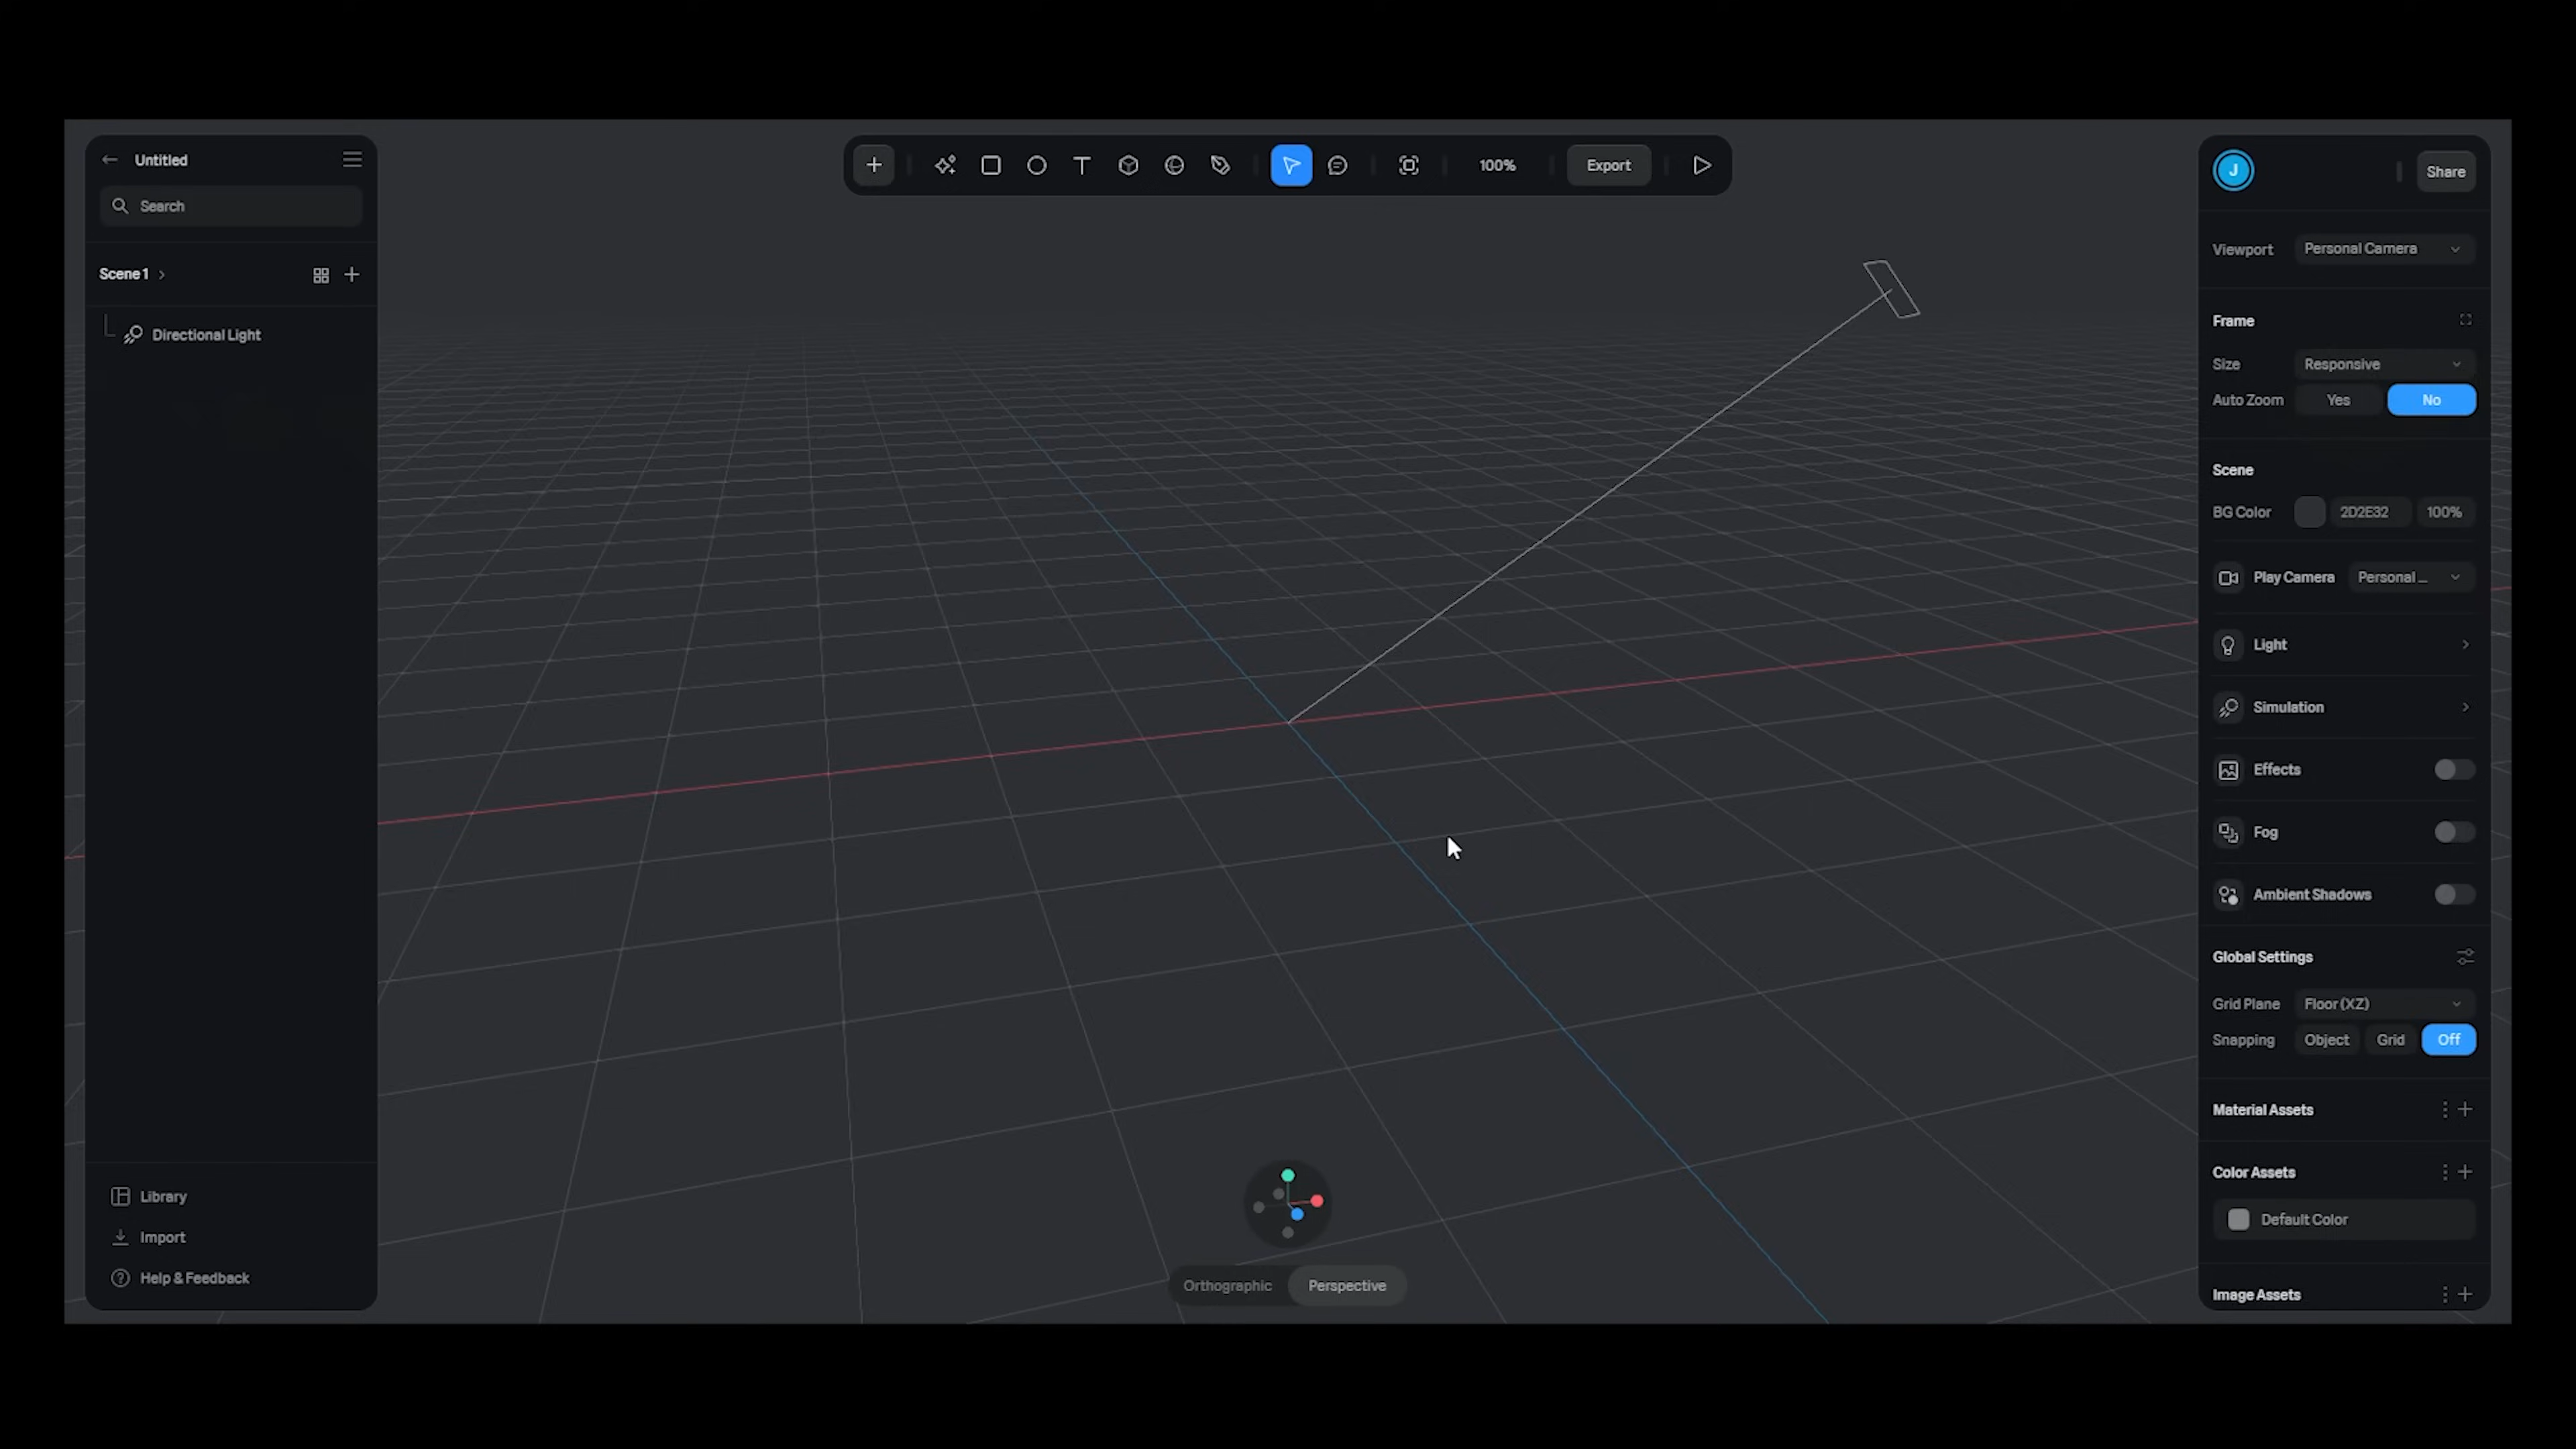 Untitled
Search
Scene 1
Directional Light
Library
Import
Help & Feedback
T
100%
Export
Orthographic
Perspective
J
Share
Viewport
Personal Camera
Frame
Size
Responsive
Auto Zoom
Yes
No
Scene
BG Color
2D2E32
100%
Play Camera
Personal ...
Light
Simulation
Effects
Fog
Ambient Shadows
Global Settings
Grid Plane
Floor (XZ)
Snapping
Object
Grid
Off
Material Assets
Color Assets
Default Color
Image Assets